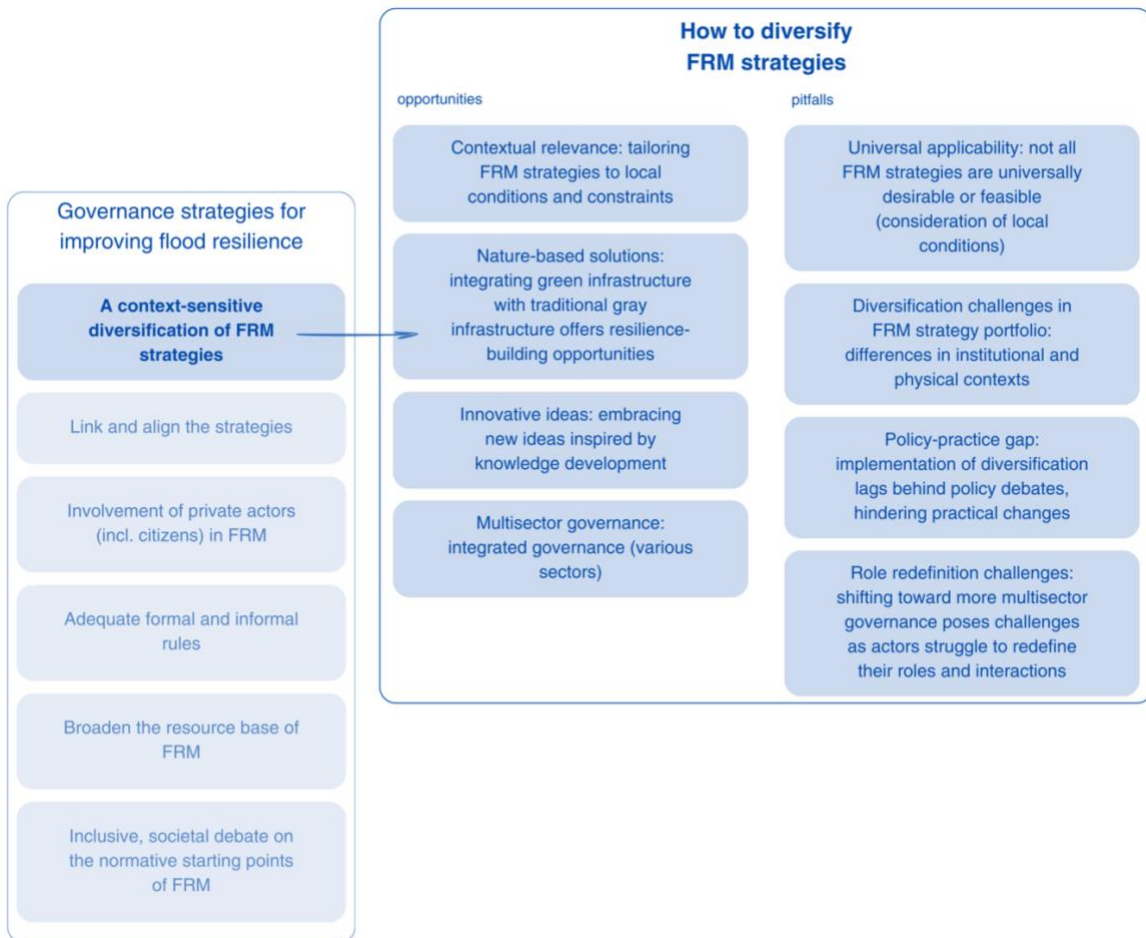 Governance strategies for
improving flood resilience
A context-sensitive
diversification of FRM
strategies
Link and align the strategies
Involvement of private actors
(incl. citizens) in FRM
Adequate formal and informal
rules
Broaden the resource base of
FRM
Inclusive, societal debate on
the normative starting points
of FRM
How to diversify
FRM strategies
opportunities
Contextual relevance: tailoring
FRM strategies to local
conditions and constraints
Nature-based solutions:
integrating green infrastructure
with traditional gray
infrastructure offers resilience-
building opportunities
Innovative ideas: embracing
new ideas inspired by
knowledge development
Multisector governance:
integrated governance (various
sectors)
pitfalls
Universal applicability: not all
FRM strategies are universally
desirable or feasible
(consideration of local
conditions)
Diversification challenges in
FRM strategy portfolio:
differences in institutional and
physical contexts
Policy-practice gap:
implementation of diversification
lags behind policy debates,
hindering practical changes
Role redefinition challenges:
shifting toward more multisector
governance poses challenges
as actors struggle to redefine
their roles and interactions